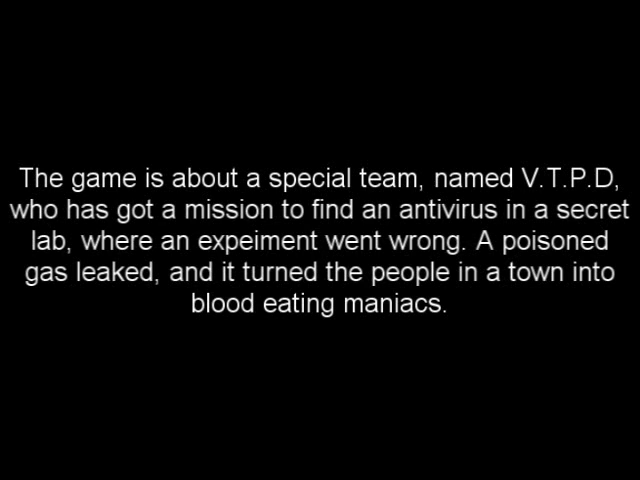 The game is about a special team, named V.T.P.D,
who has got a mission to find an antivirus in a secret
lab, where an expeiment went wrong. A poisoned
gas leaked, and it turned the people in a town into
blood eating maniacs.